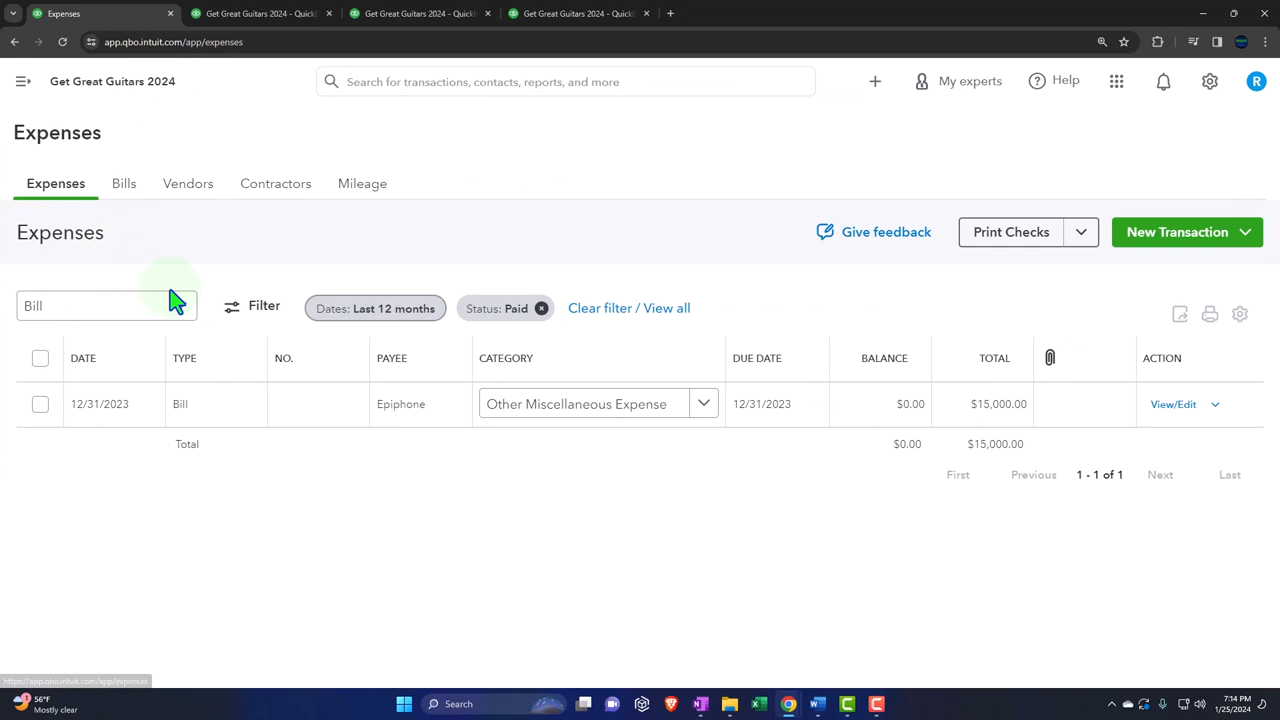 Expenses
Get Great Guitars 2024 - Quick
Get Great Guitars 2024 - Quick
Get Great Guitars 2024 - Quick
app.qbo.intuit.com/app/expenses
Get Great Guitars 2024
Search for transactions, contacts, reports, and more
My experts
Help
R
Expenses
Expenses
Bills
Vendors
Contractors
Mileage
Expenses
Give feedback
Print Checks
New Transaction
Bill
Filter
Dates: Last 12 months
Status: Paid
Clear filter / View all
DATE
TYPE
NO.
PAYEE
CATEGORY
DUE DATE
BALANCE
TOTAL
ACTION
12/31/2023
Bill
Epiphone
Other Miscellaneous Expense
12/31/2023
$0.00
$15,000.00
View/Edit
Total
$0.00
$15,000.00
First
Previous
1 - 1 of 1
Next
Last
https://app.qbo.intuit.com/app/expenses
1
56°F
Mostly clear
Search
7:14 PM
1/25/2024